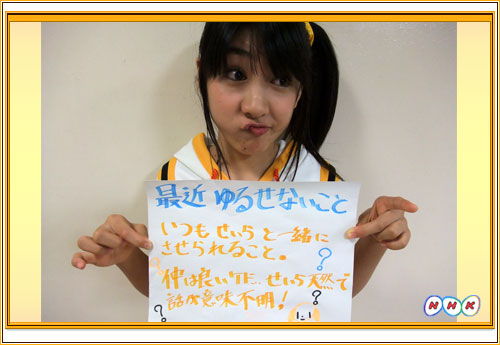 最近 ゆるせないこと
いつもせいらと一緒に
させられること。
仲は良いケド、せいら天然で
話が意味不明!
NHK